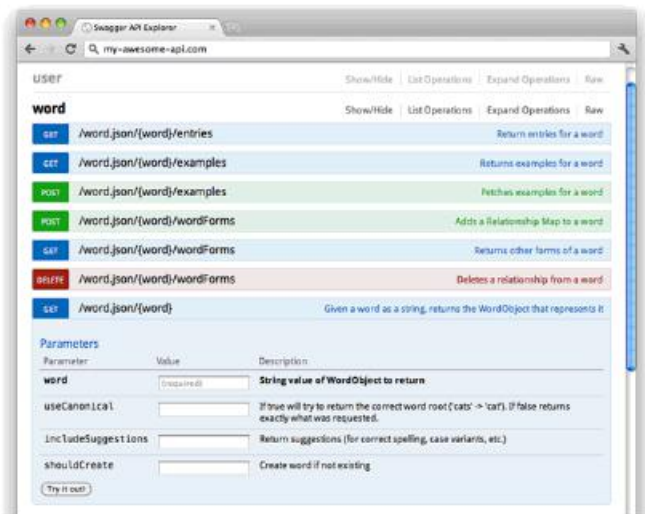 Swagger API Explorer
my-awesome-api.com
user Show/Hide List Operations Expand Operations Raw
word Show/Hide List Operations Expand Operations Raw
GET /word.json/{word}/entries Return entries for a word
GET /word.json/{word}/examples Returns examples for a word
POST /word.json/{word}/examples Fetches examples for a word
POST /word.json/{word}/wordForms Adds a Relationship Map to a word
GET /word.json/{word}/wordForms Returns other forms of a word
DELETE /word.json/{word}/wordForms Deletes a relationship from a word
GET /word.json/{word} Given a word as a string, returns the WordObject that represents it
Parameters
Parameter Value Description
word (required) String value of WordObject to return
useCanonical If true will try to return the correct word root ('cats' -> 'cat'). If false returns
exactly what was requested.
includeSuggestions Return suggestions (for correct spelling, case variants, etc.)
shouldCreate Create word if not existing
Try it out!